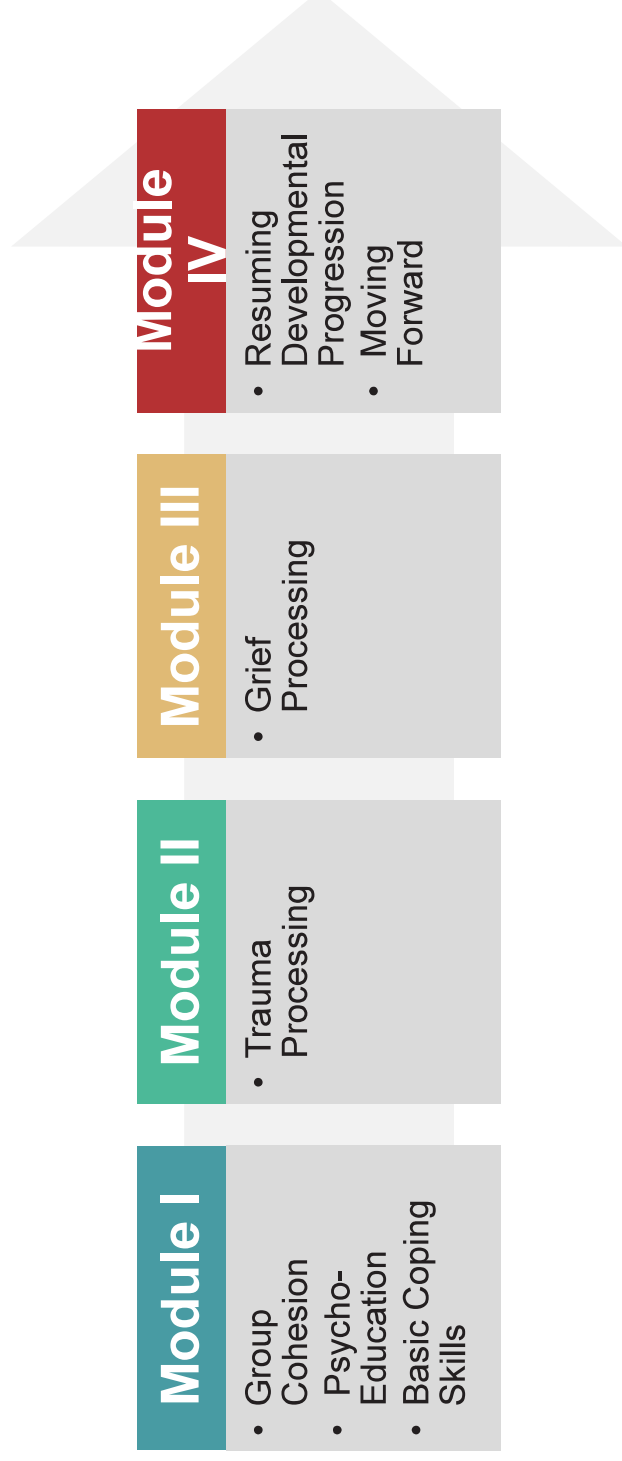 Module I
• Group
Cohesion
• Psycho-
Education
• Basic Coping
Skills
Module II
• Trauma
Processing
Module III
• Grief
Processing
Module
IV
• Resuming
Developmental
Progression
• Moving
Forward